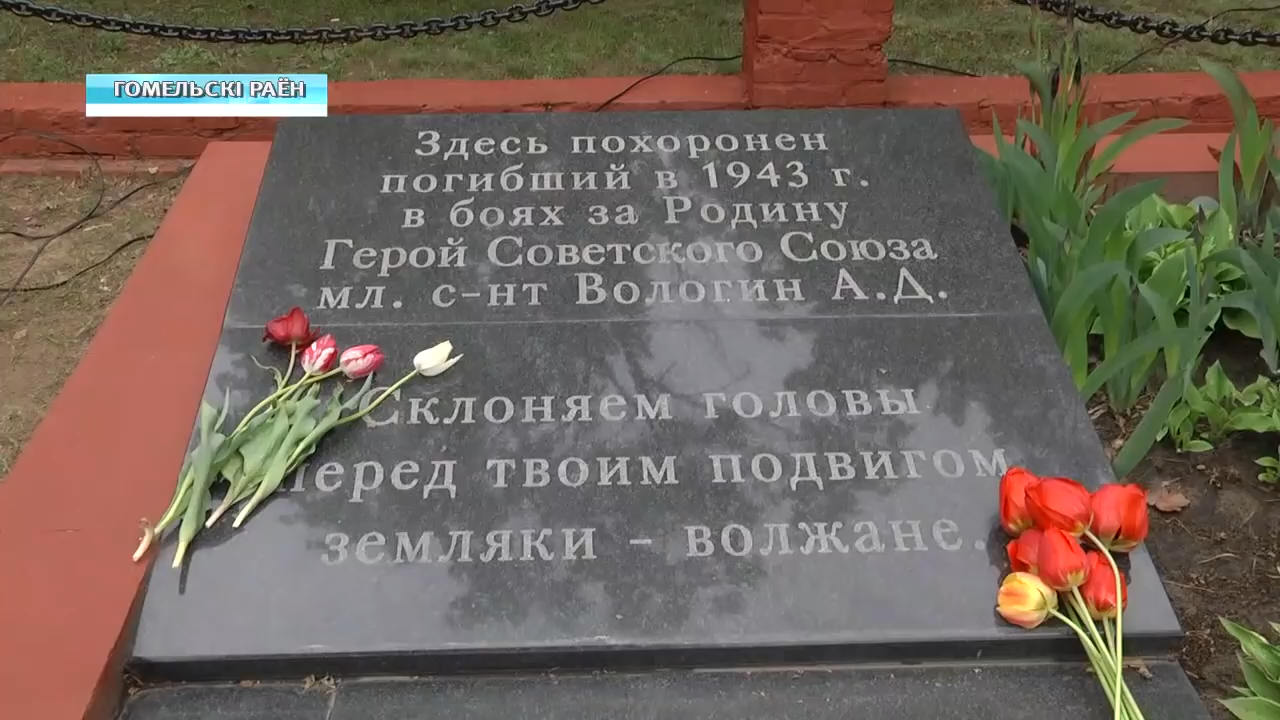 ГОМЕЛЬСКІ РАЁН
Здесь похоронен
погибший в 1943 г.
в боях за Родину
Герой Советского Союза
мл. с-нт Вологин А.Д.
Склоняем головы
перед твоим подвигом
земляки - волжане.